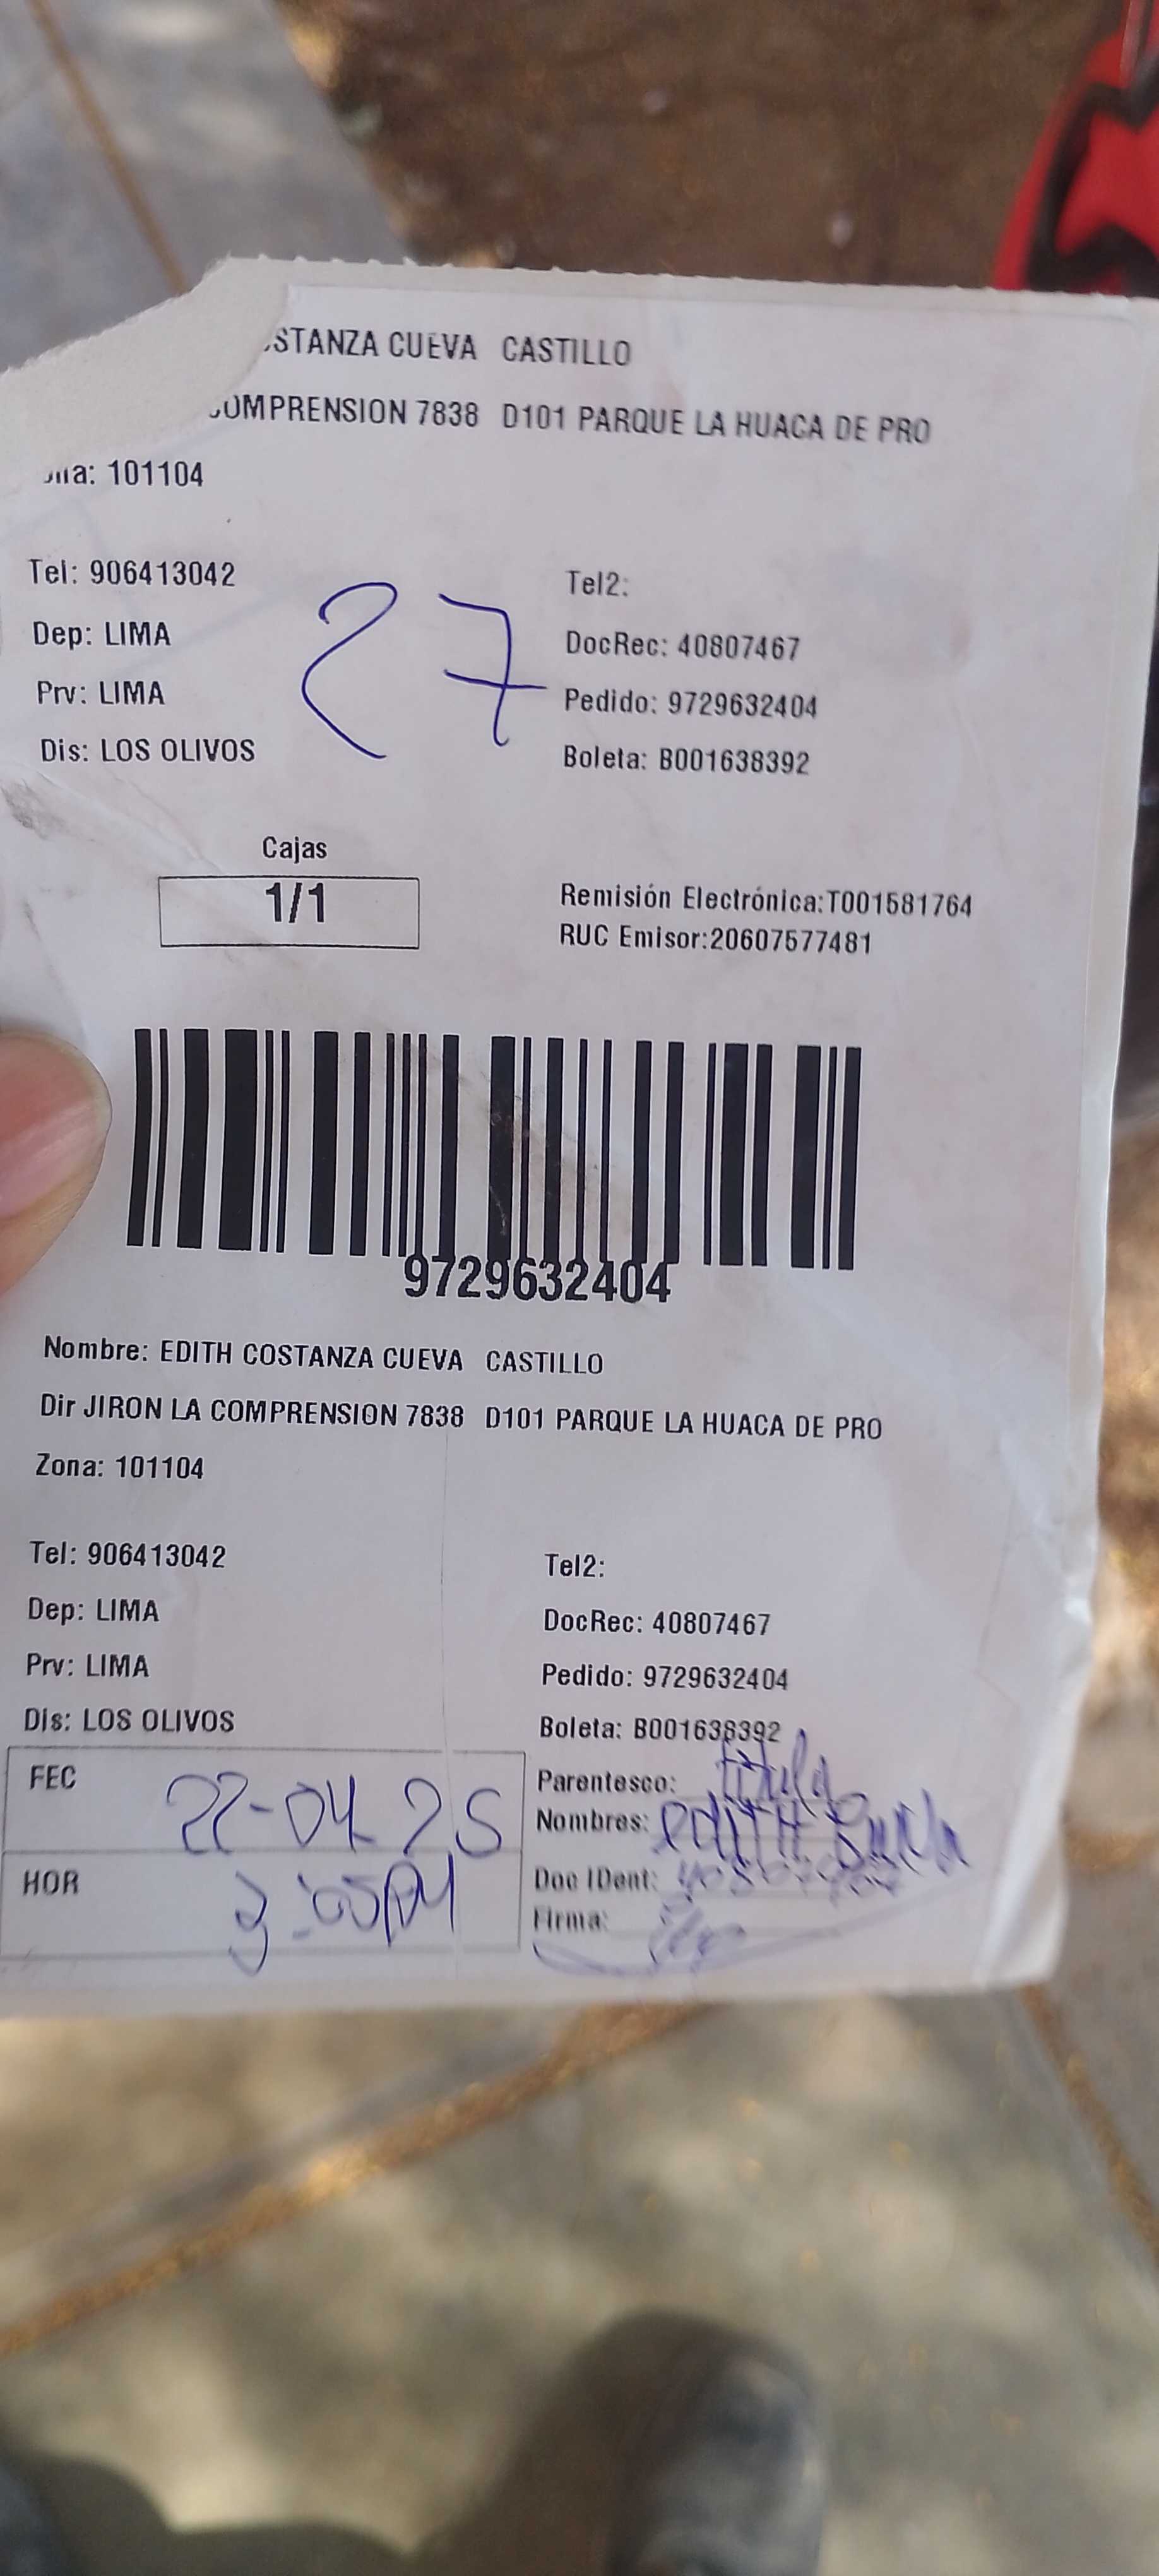 STANZA CUEVA CASTILLO
COMPRENSION 7838 D101 PARQUE LA HUACA DE PRO
na: 101104
Tel: 906413042
Tel2:
Dep: LIMA
DocRec: 40807467
Prv: LIMA
Pedido: 9729632404
Dis: LOS OLIVOS
Boleta: B001638392
27
Cajas
1/1
Remisión Electrónica:T001581764
RUC Emisor:20607577481
9729632404
Nombre: EDITH COSTANZA CUEVA CASTILLO
Dir JIRON LA COMPRENSION 7838 D101 PARQUE LA HUACA DE PRO
Zona: 101104
Tel: 906413042
Tel2:
Dep: LIMA
DocRec: 40807467
Prv: LIMA
Pedido: 9729632404
Dis: LOS OLIVOS
Boleta: B001638392
FEC 22-04 25
Parentesco:
Nombres: EDITH
HOR
Doc IDent:
Firma: